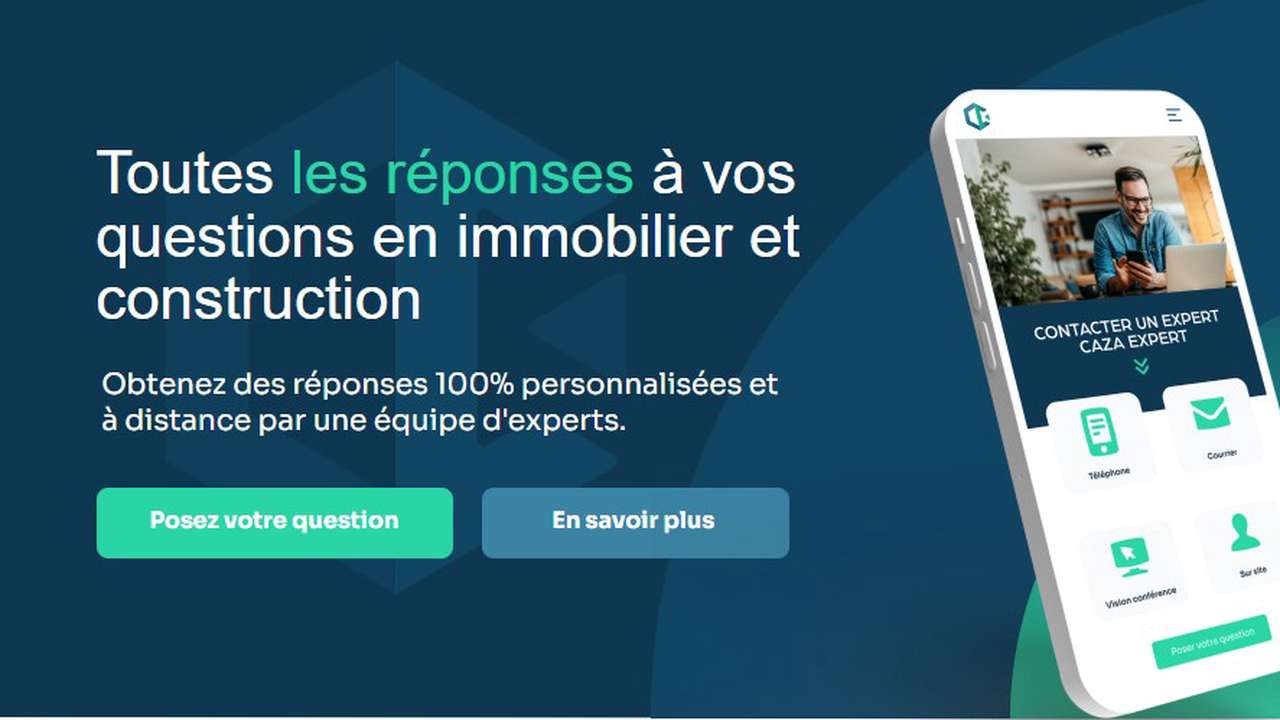 Toutes les réponses à vos
questions en immobilier et
construction
Obtenez des réponses 100% personnalisées et
à distance par une équipe d'experts.
Posez votre question
En savoir plus
CONTACTER UN EXPERT
CAZA EXPERT
Téléphone
Courrier
Vision conférence
Sur site
Poser votre question